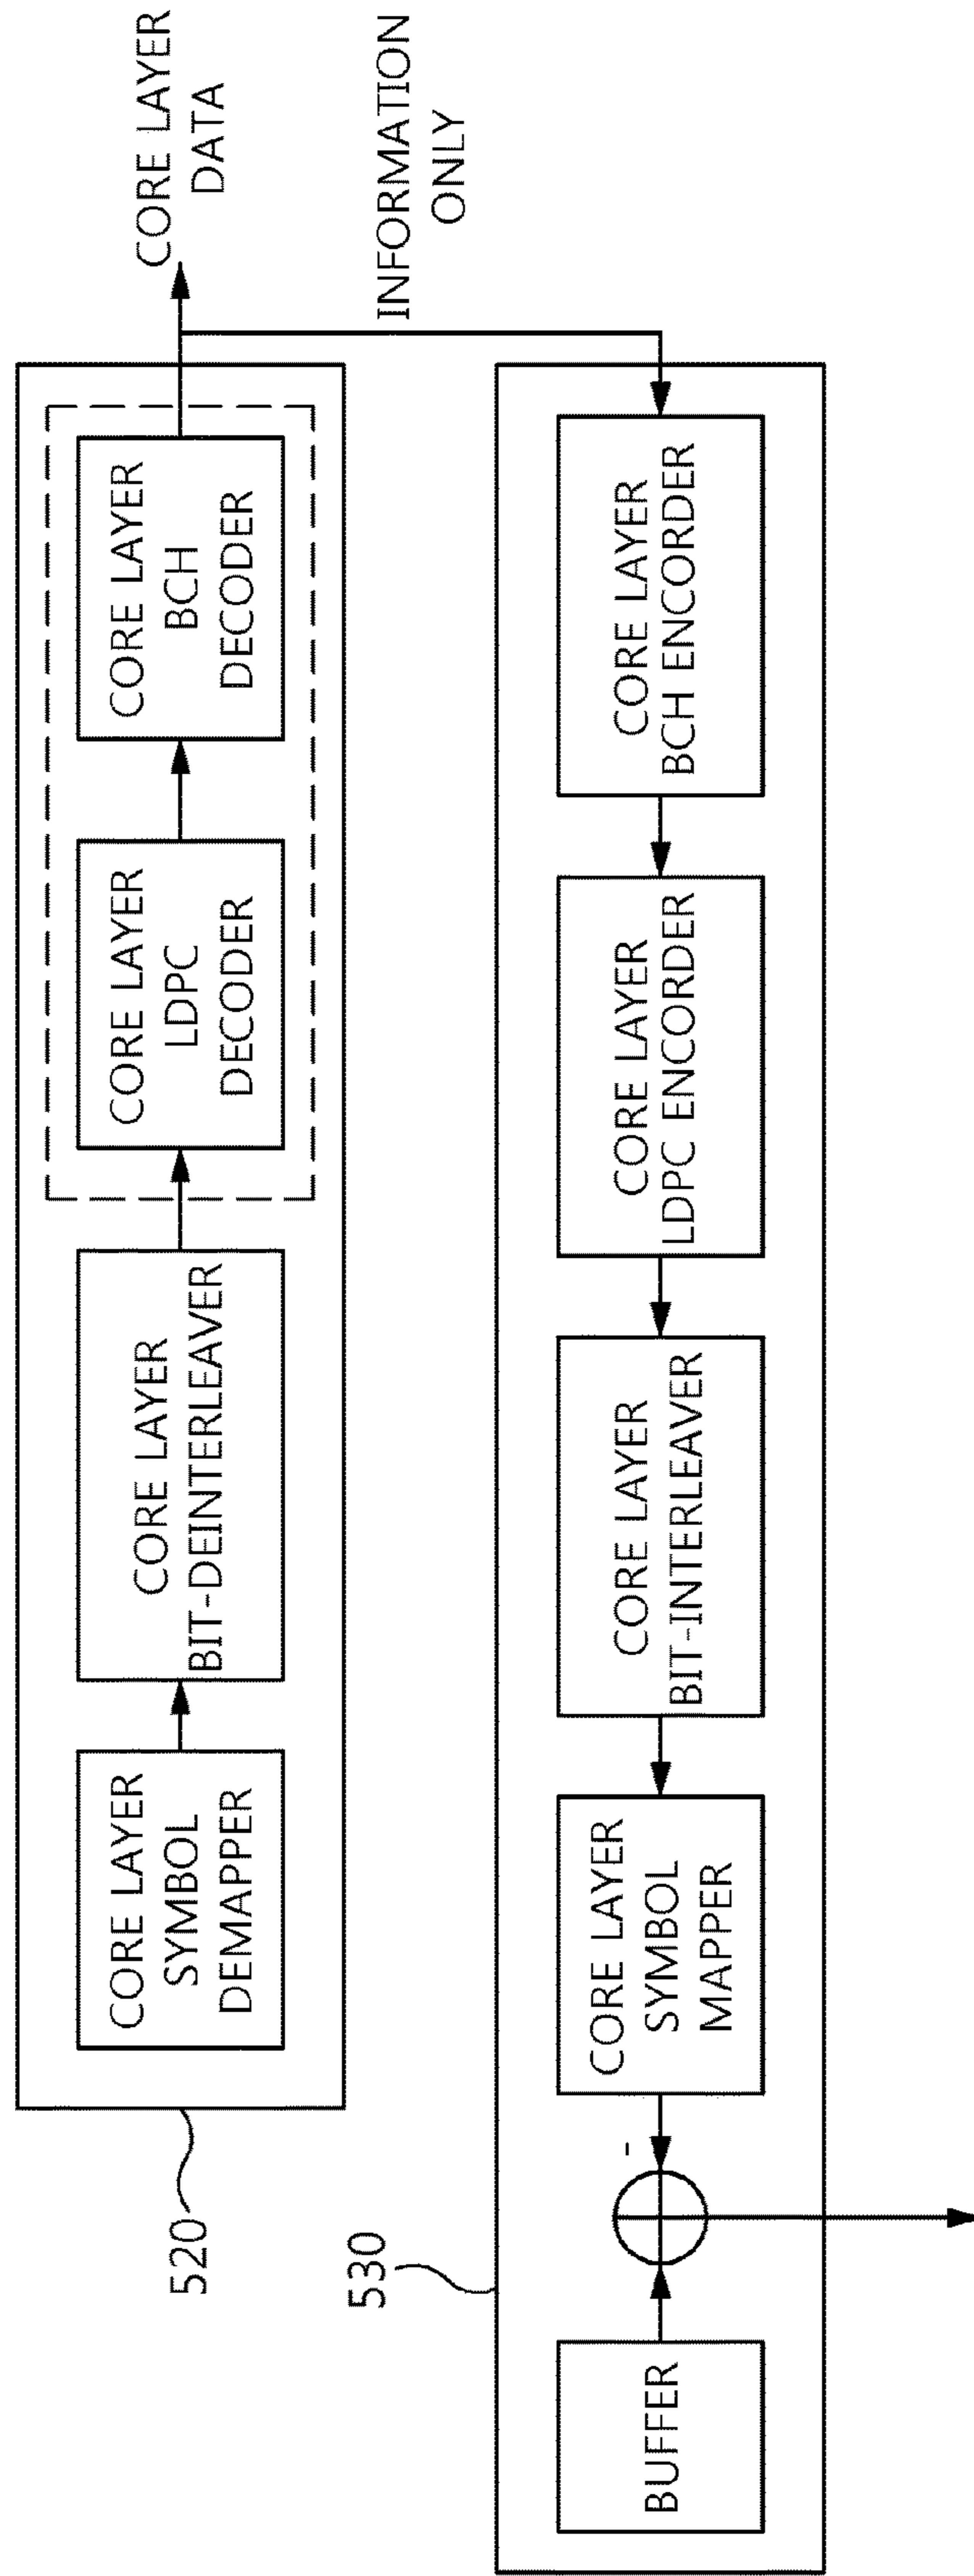 520
CORE LAYER
SYMBOL
DEMAPPER
CORE LAYER
BIT-DEINTERLEAVER
CORE LAYER
LDPC
DECODER
CORE LAYER
BCH
DECODER
CORE LAYER
DATA
INFORMATION
ONLY
530
BUFFER
-
CORE LAYER
SYMBOL
MAPPER
CORE LAYER
BIT-INTERLEAVER
CORE LAYER
LDPC ENCORDER
CORE LAYER
BCH ENCORDER